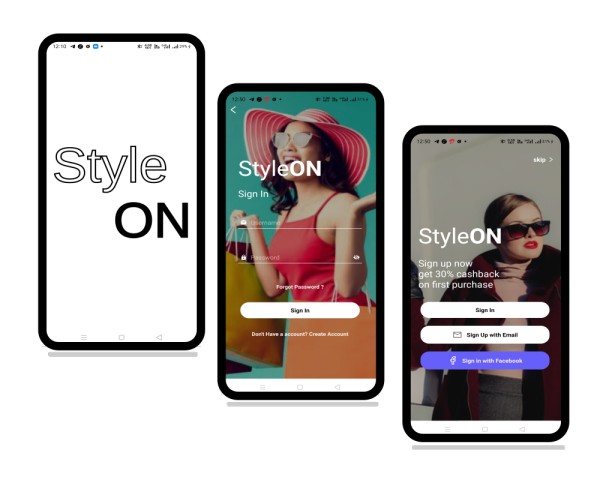 12:10
Style
ON
12:30
StyleON
Sign In
Username
Password
Forgot Password ?
Sign In
Don't Have a account? Create Account
12:30
skip >
StyleON
Sign up now
get 30% cashback
on first purchase
Sign In
Sign Up with Email
Sign in with Facebook